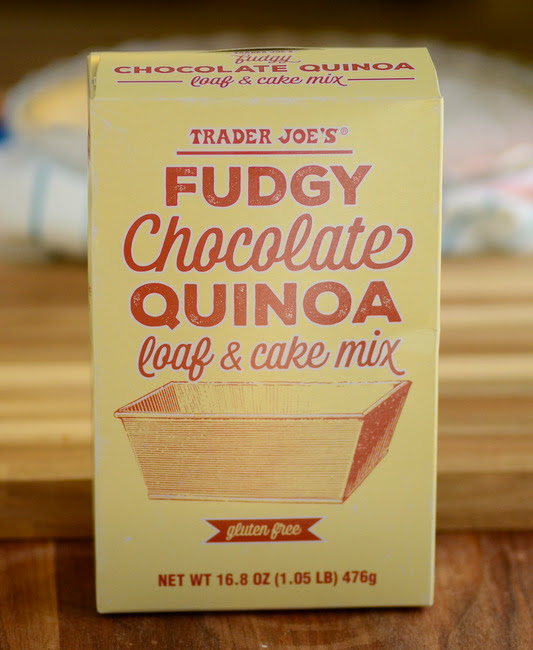 fudgy
CHOCOLATE QUINOA
loaf & cake mix
TRADER JOE'S®
FUDGY
Chocolate
QUINOA
loaf & cake mix
gluten free
NET WT 16.8 OZ (1.05 LB) 476g